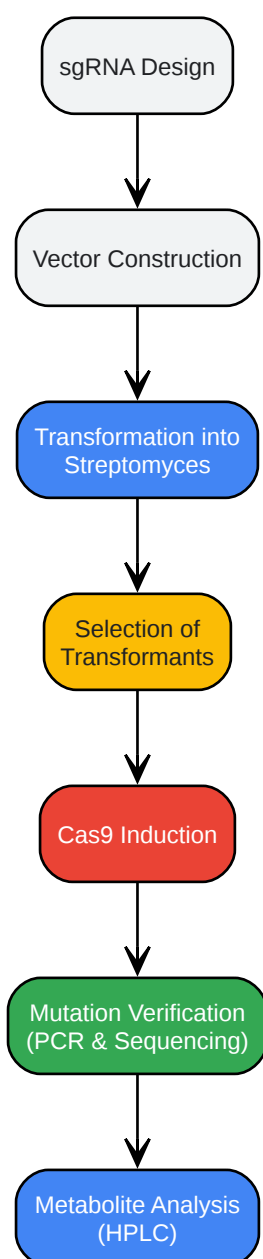 sgRNA Design
Vector Construction
Transformation into
Streptomyces
Selection of
Transformants
Cas9 Induction
Mutation Verification
(PCR & Sequencing)
Metabolite Analysis
(HPLC)